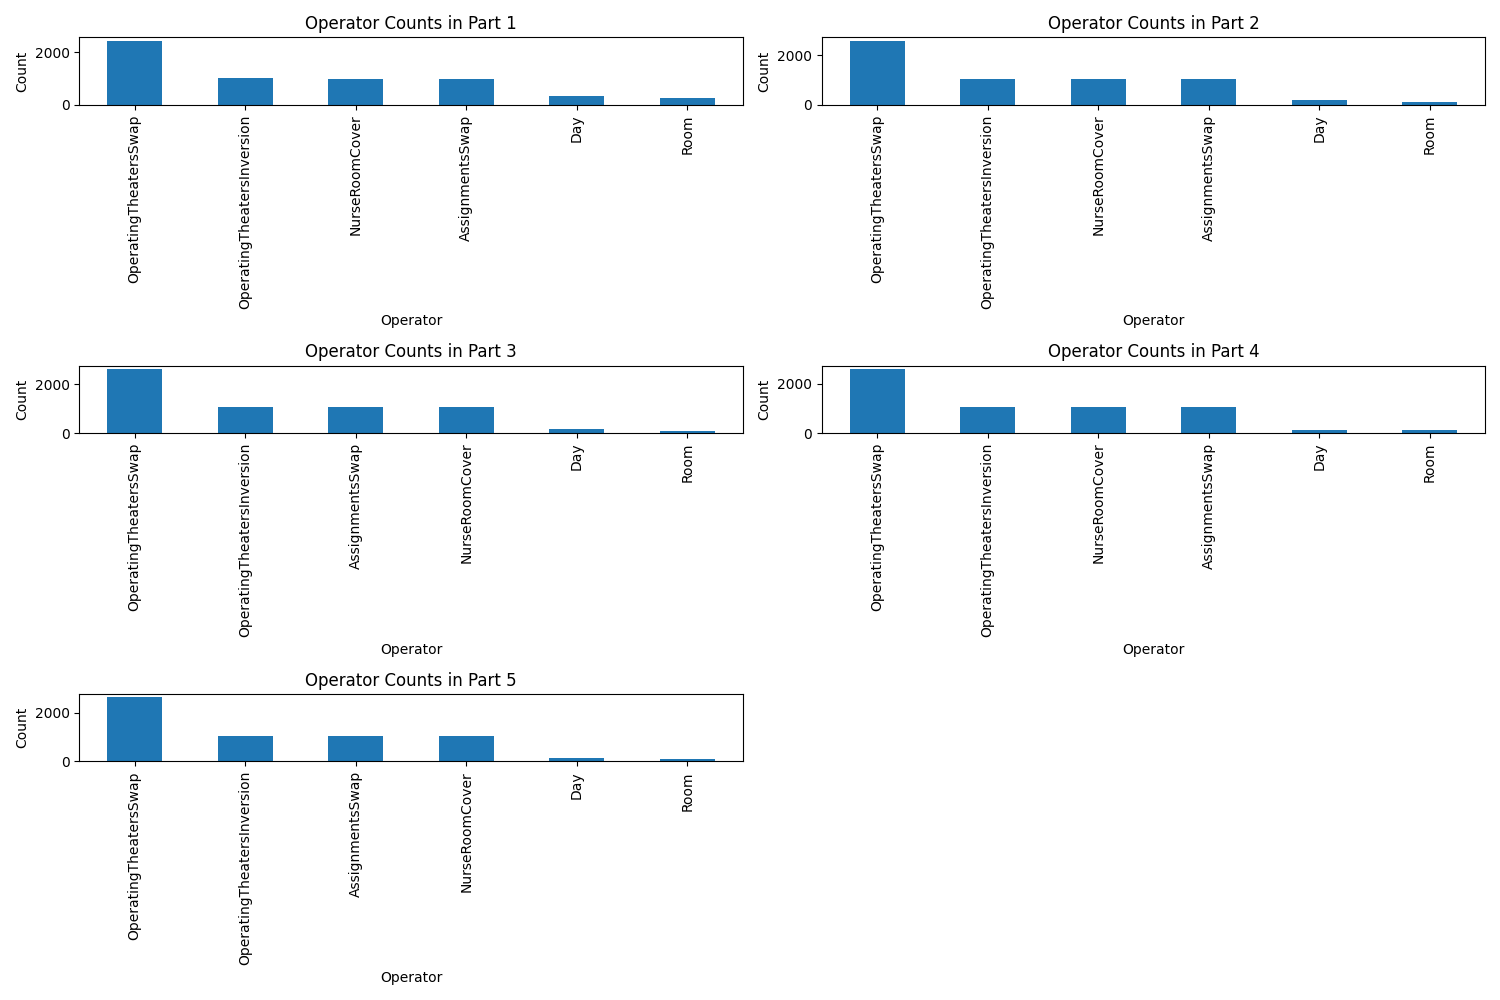 Operator Counts in Part 1
Count
2000
0
OperatingTheatersSwap
OperatingTheatersInversion
NurseRoomCover
AssignmentsSwap
Day
Room
Operator
Operator Counts in Part 2
Count
2000
0
OperatingTheatersSwap
OperatingTheatersInversion
NurseRoomCover
AssignmentsSwap
Day
Room
Operator
Operator Counts in Part 3
Count
2000
0
OperatingTheatersSwap
OperatingTheatersInversion
AssignmentsSwap
NurseRoomCover
Day
Room
Operator
Operator Counts in Part 4
Count
2000
0
OperatingTheatersSwap
OperatingTheatersInversion
NurseRoomCover
AssignmentsSwap
Day
Room
Operator
Operator Counts in Part 5
Count
2000
0
OperatingTheatersSwap
OperatingTheatersInversion
AssignmentsSwap
NurseRoomCover
Day
Room
Operator